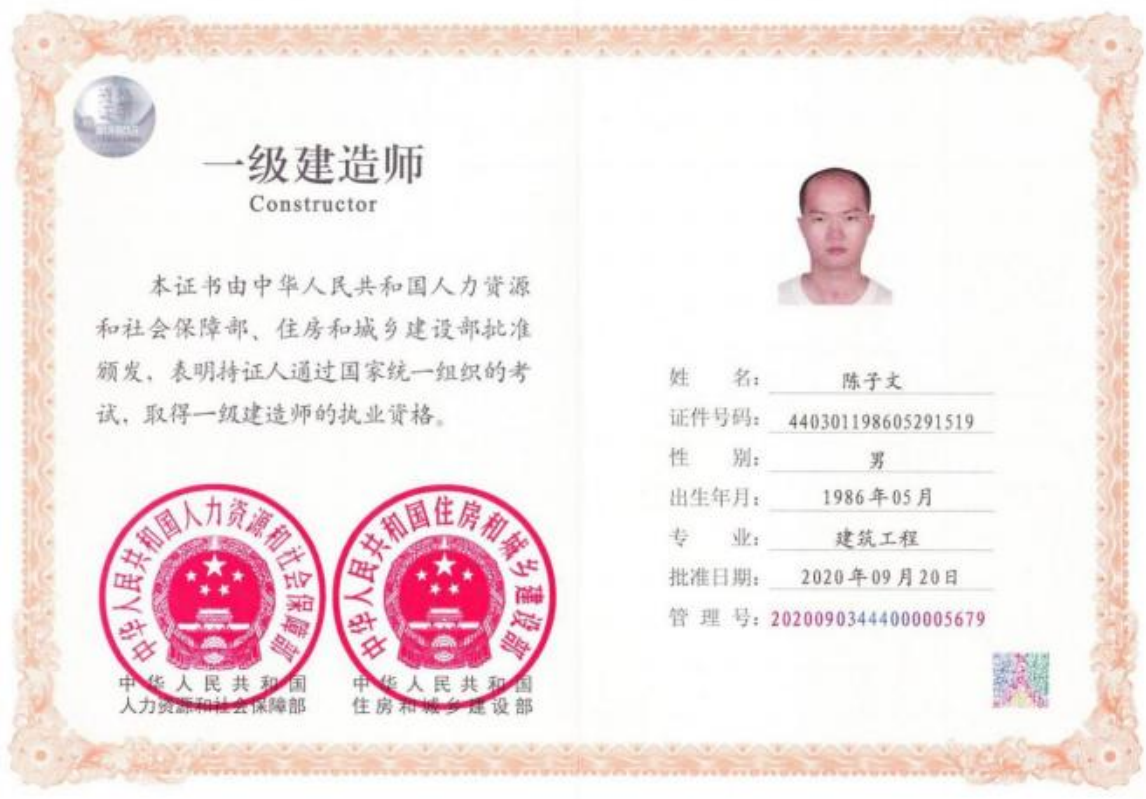 一级建造师
Constructor
本证书由中华人民共和国人力资源
和社会保障部、住房和城乡建设部批准
颁发，表明持证人通过国家统一组织的考
试，取得一级建造师的执业资格。
中华人民共和国人力资源和社会保障部
中华人民共和国住房和城乡建设部
中华人民共和国
人力资源和社会保障部
中华人民共和国
住房和城乡建设部
姓 名： 陈子文
证件号码： 440301198605291519
性 别： 男
出生年月： 1986年05月
专 业： 建筑工程
批准日期： 2020年09月20日
管 理 号： 20200903444000005679